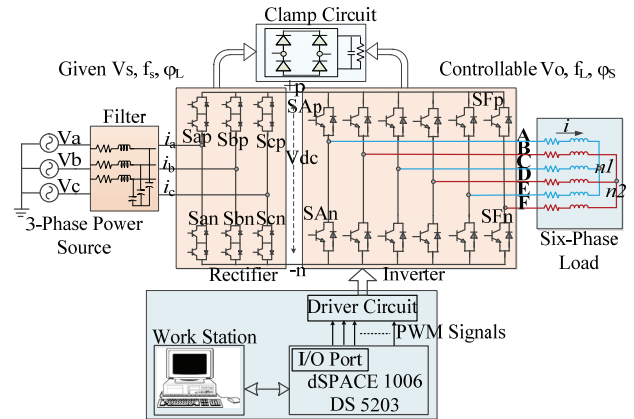 Clamp Circuit
Given Vs, fs, φL
Controllable Vo, fL, φS
+p
Filter
SAp
SFp
Sap
Sbp
Scp
Va
ia
A
i
B
Vb
ib
Vdc
C
n1
D
Vc
ic
E
n2
F
San
Sbn
Scn
SAn
SFn
3-Phase Power
Source
Six-Phase
Load
-n
Rectifier
Inverter
Driver Circuit
Work Station
PWM Signals
I/O Port
dSPACE 1006
DS 5203